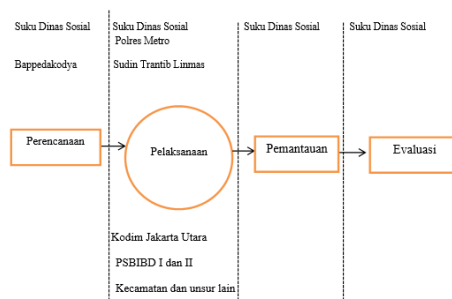 Suku Dinas Sosial
Bappedakodya
Perencanaan
Suku Dinas Sosial
Polres Metro
Sudin Trantib Linmas
Pelaksanaan
Kodim Jakarta Utara
PSBIBD I dan II
Kecamatan dan unsur lain
Suku Dinas Sosial
Pemantauan
Suku Dinas Sosial
Evaluasi